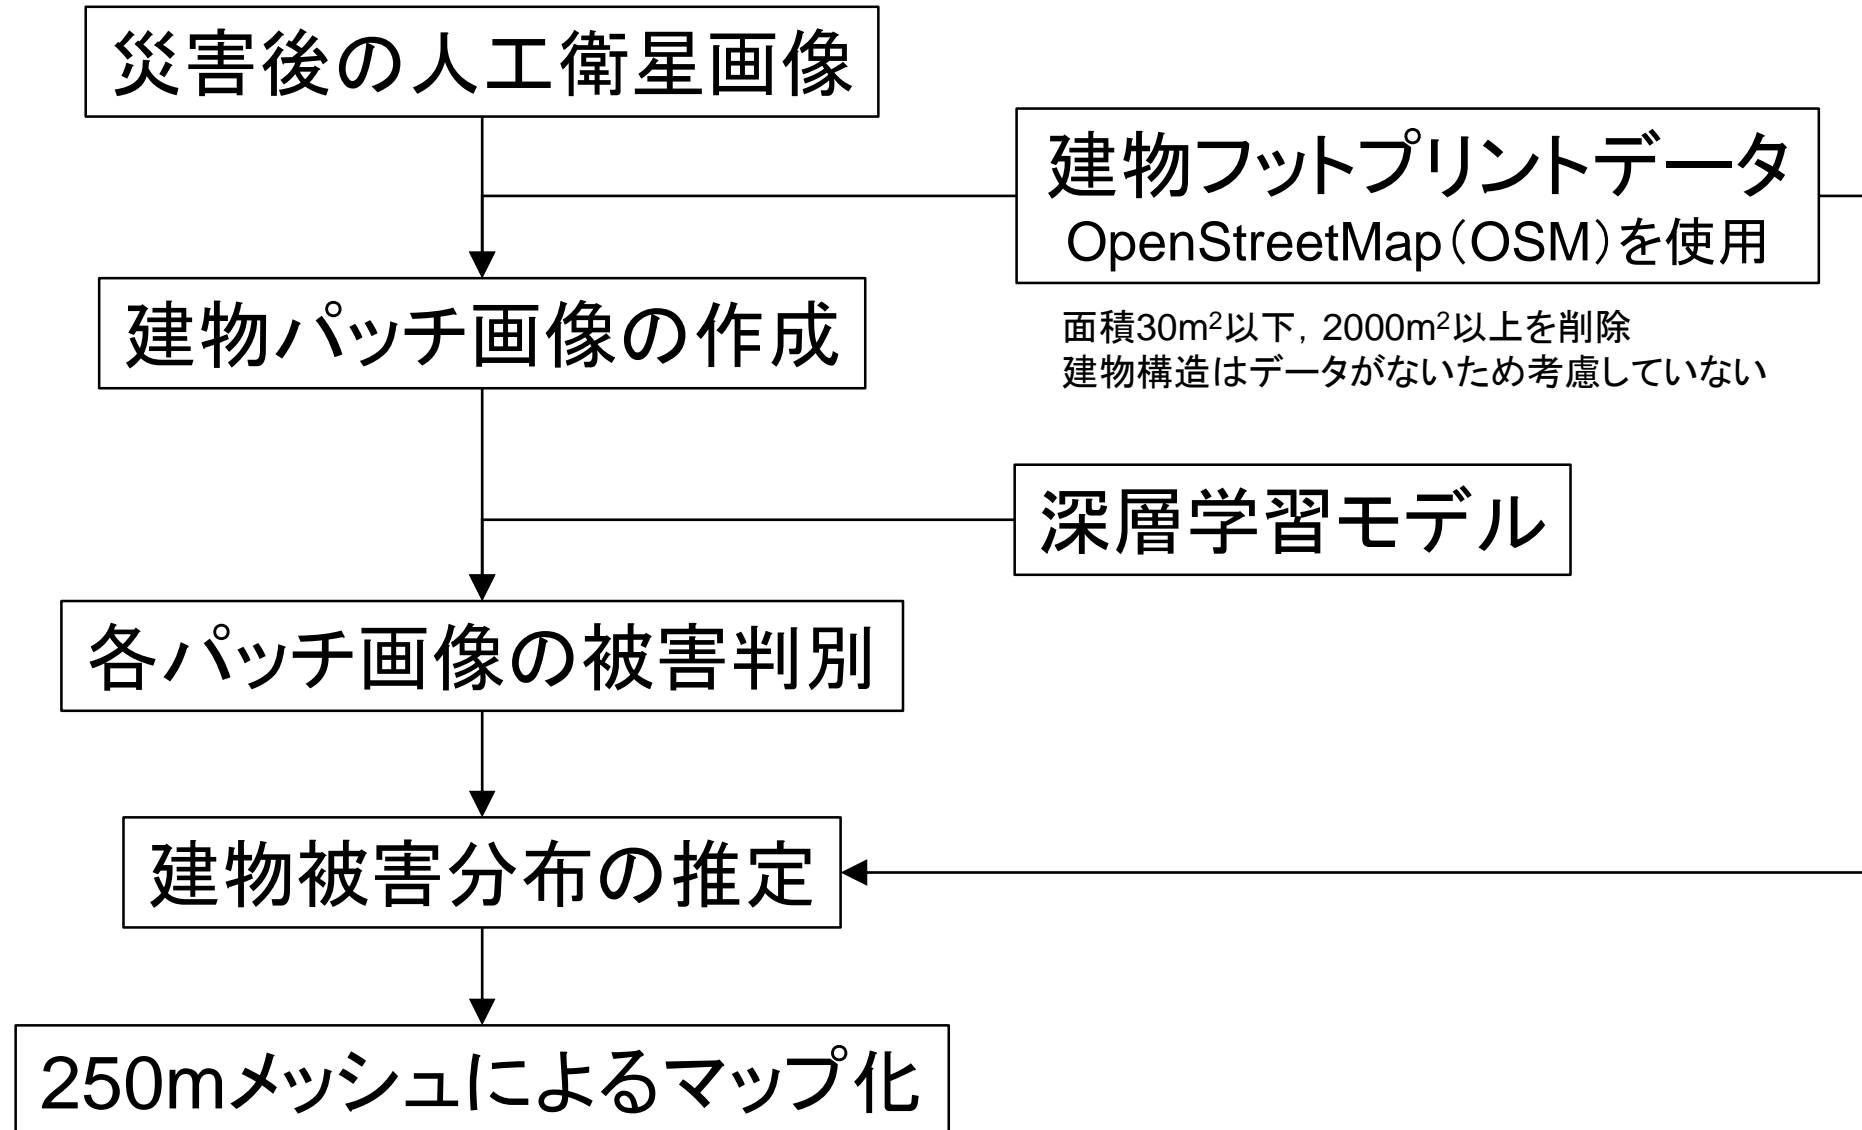 災害後の人工衛星画像
建物フットプリントデータ
OpenStreetMap（OSM）を使用
建物パッチ画像の作成
面積30m²以下，2000m²以上を削除
建物構造はデータがないため考慮していない
深層学習モデル
各パッチ画像の被害判別
建物被害分布の推定
250mメッシュによるマップ化